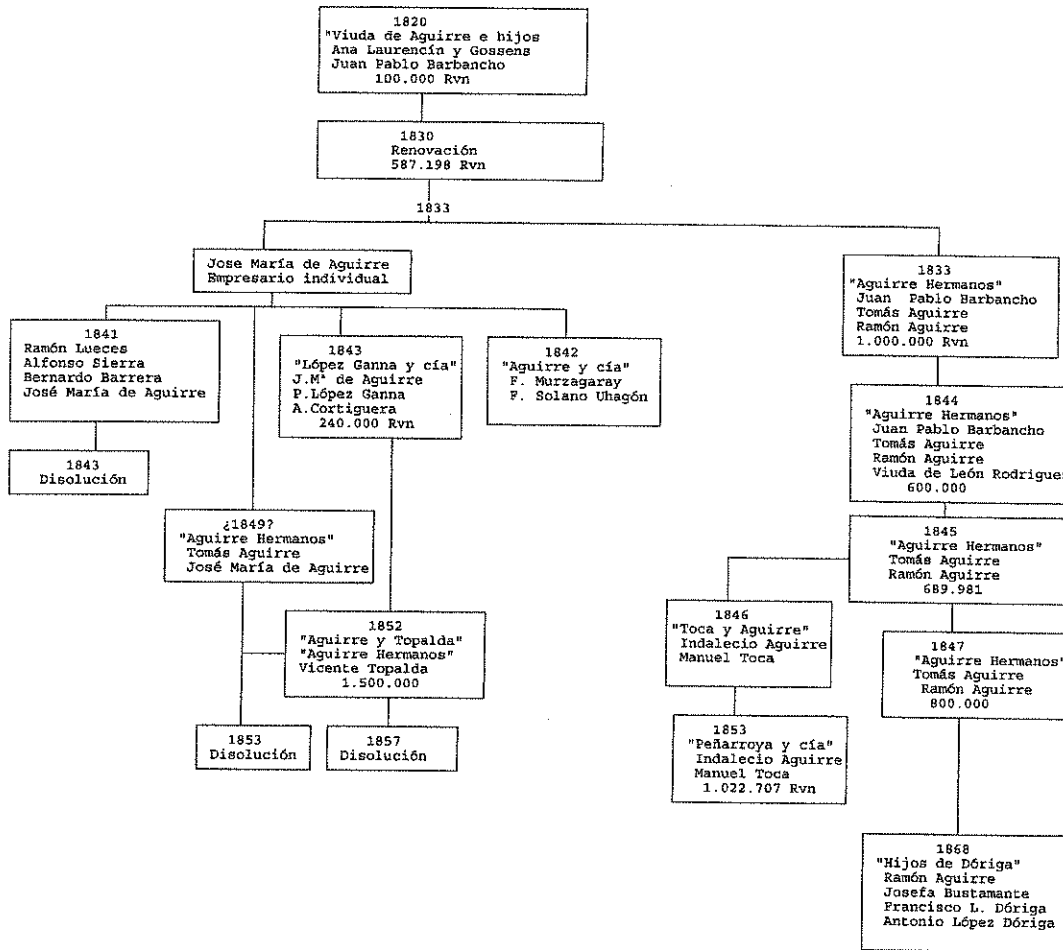 1820
"Viuda de Aguirre e hijos
Ana Laurencín y Gossens
Juan Pablo Barbancho
100.000 Rvn
1830
Renovación
587.198 Rvn
1833
Jose María de Aguirre
Empresario individual
1833
"Aguirre Hermanos"
Juan Pablo Barbancho
Tomás Aguirre
Ramón Aguirre
1.000.000 Rvn
1841
Ramón Lueces
Alfonso Sierra
Bernardo Barrera
José María de Aguirre
1843
"López Ganna y cía"
J.Mª de Aguirre
P.López Ganna
A.Cortiguera
240.000 Rvn
1842
"Aguirre y cía"
F. Murzagaray
F. Solano Uhagón
1844
"Aguirre Hermanos"
Juan Pablo Barbancho
Tomás Aguirre
Ramón Aguirre
Viuda de León Rodrigue
600.000
1843
Disolución
¿1849?
"Aguirre Hermanos"
Tomás Aguirre
José María de Aguirre
1845
"Aguirre Hermanos"
Tomás Aguirre
Ramón Aguirre
689.981
1852
"Aguirre y Topalda"
"Aguirre Hermanos"
Vicente Topalda
1.500.000
1846
"Toca y Aguirre"
Indalecio Aguirre
Manuel Toca
1847
"Aguirre Hermanos"
Tomás Aguirre
Ramón Aguirre
800.000
1853
Disolución
1857
Disolución
1853
"Peñarroya y cía"
Indalecio Aguirre
Manuel Toca
1.022.707 Rvn
1868
"Hijos de Dóriga"
Ramón Aguirre
Josefa Bustamante
Francisco L. Dóriga
Antonio López Dóriga